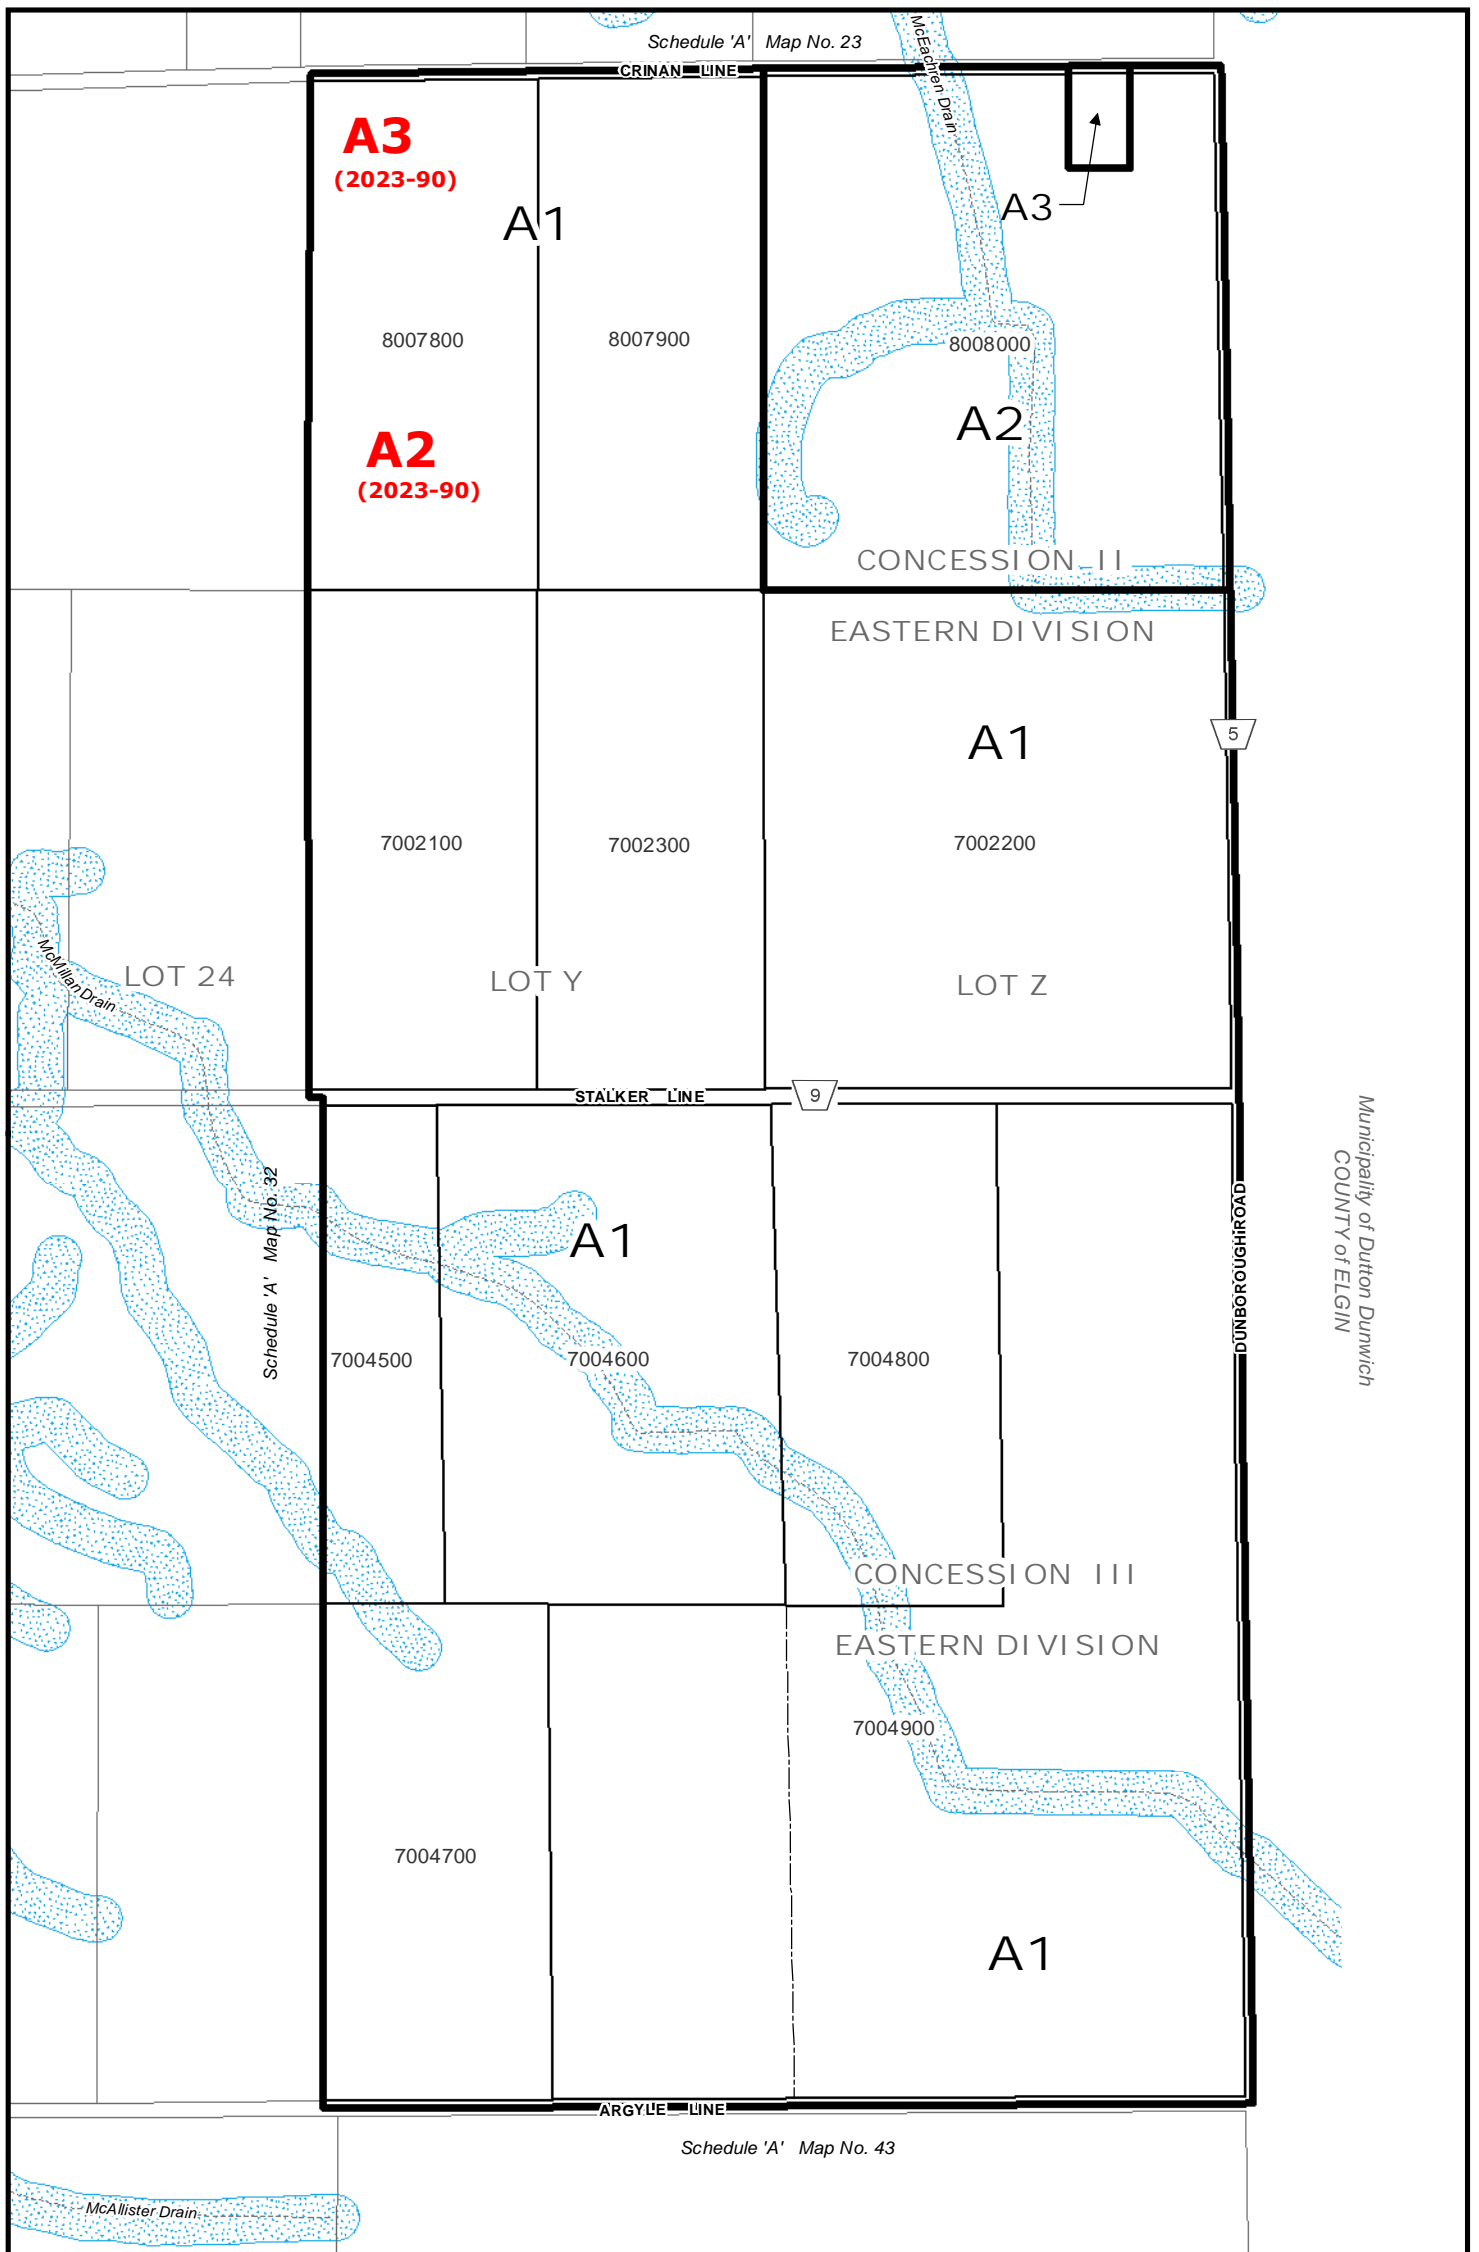 Schedule 'A' Map No. 23
CRINAN LINE
McEachren Drain
A3
(2023-90)
A1
A3
8007800
8007900
8008000
A2
A2
(2023-90)
CONCESSION II
EASTERN DIVISION
A1
5
7002100
7002300
7002200
McMillan Drain
LOT 24
LOT Y
LOT Z
STALKER LINE
9
Schedule 'A' Map No. 32
A1
DUNBOROUGH ROAD
Municipality of Dutton Dunwich
COUNTY of ELGIN
7004500
7004600
7004800
CONCESSION III
EASTERN DIVISION
7004900
7004700
A1
ARGYLE LINE
Schedule 'A' Map No. 43
McAllister Drain